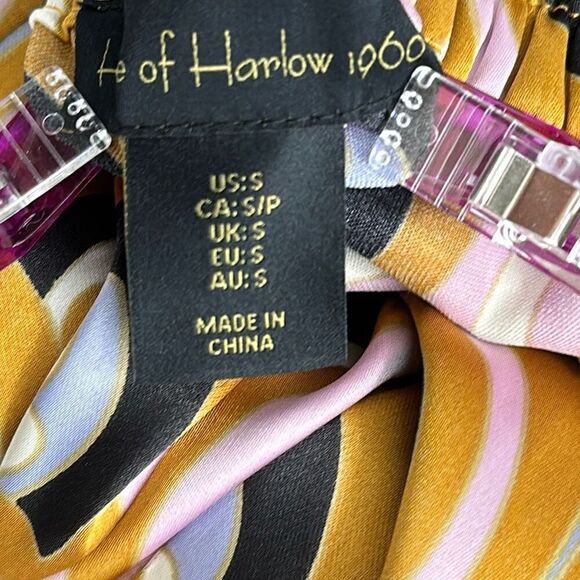 of Harlow 1960
US: S
CA: S/P
UK: S
EU: S
AU: S
MADE IN
CHINA